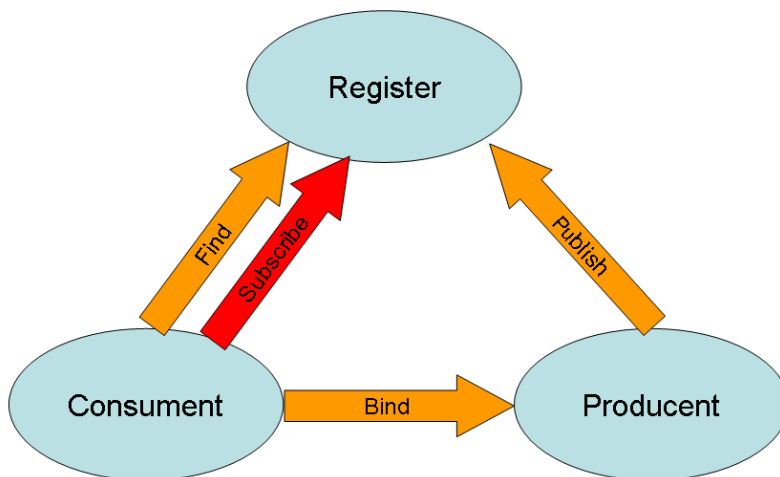 Register
Find
Subscribe
Publish
Consument
Bind
Producent